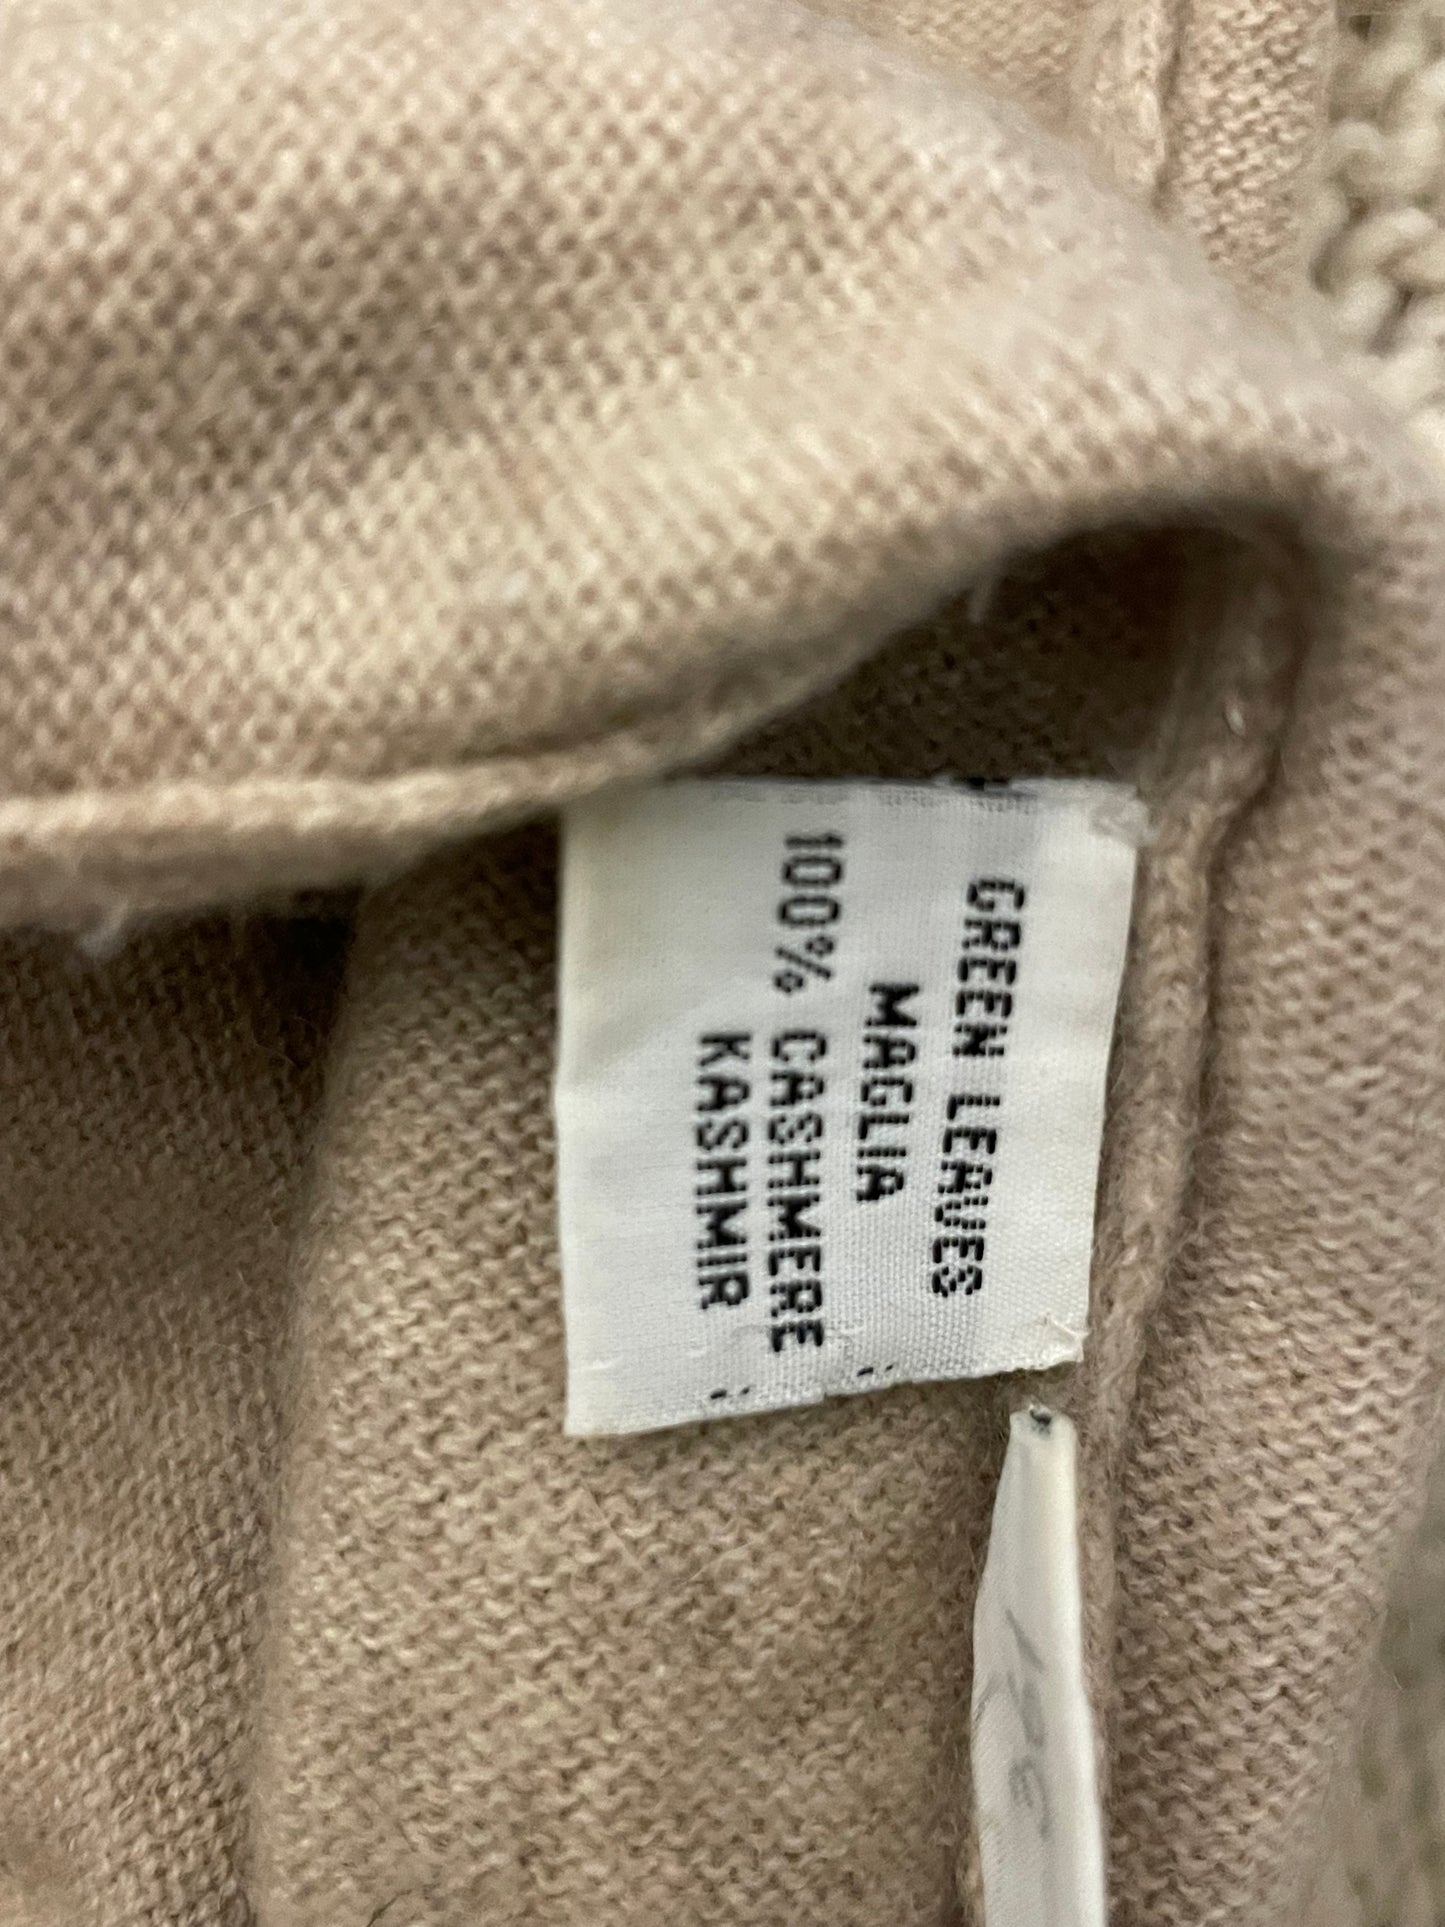 GREEN LEAVES
MAGLIA
100% CASHMERE
KASHMIR